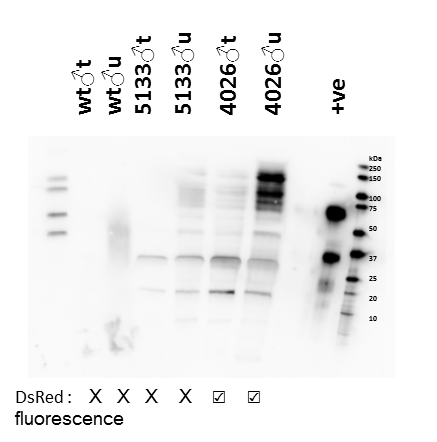 wt♂t
wt♂u
5133♂t
5133♂u
4026♂t
4026♂u
+ve
kDa
250
150
100
75
50
37
25
20
10
DsRed : X X X X ☑ ☑
fluorescence